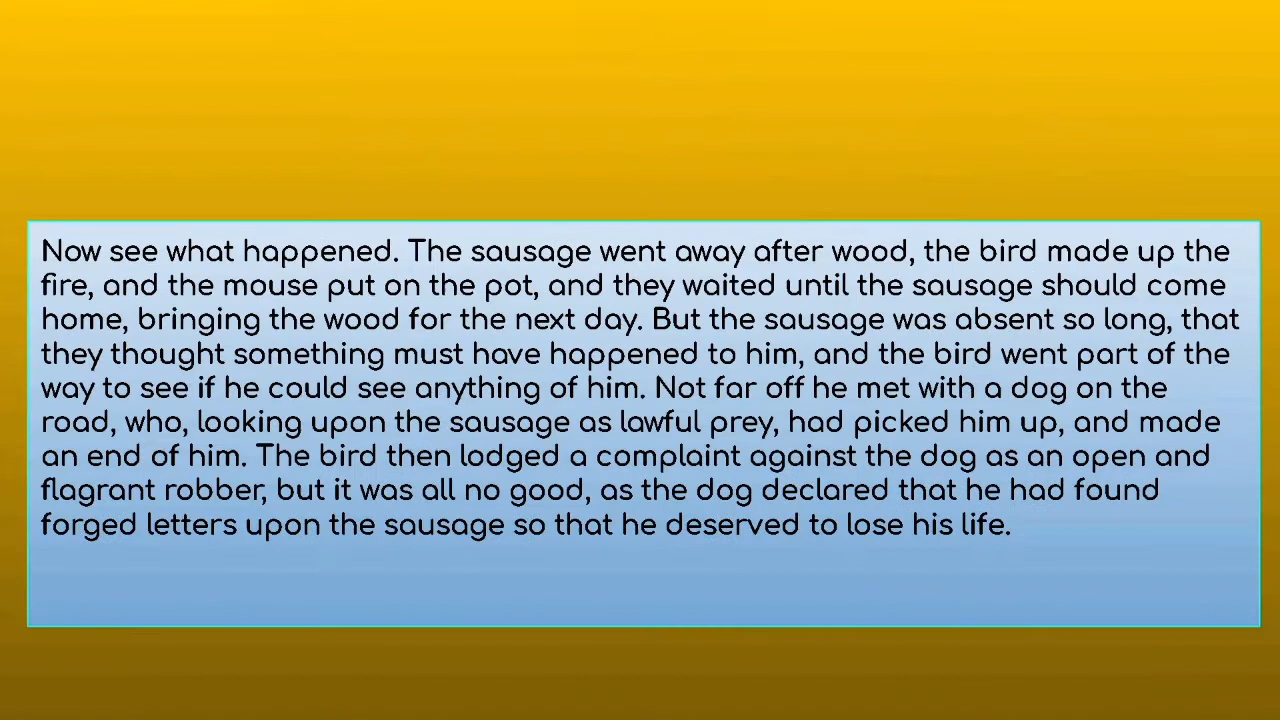 Now see what happened. The sausage went away after wood, the bird made up the
fire, and the mouse put on the pot, and they waited until the sausage should come
home, bringing the wood for the next day. But the sausage was absent so long, that
they thought something must have happened to him, and the bird went part of the
way to see if he could see anything of him. Not far off he met with a dog on the
road, who, looking upon the sausage as lawful prey, had picked him up, and made
an end of him. The bird then lodged a complaint against the dog as an open and
flagrant robber, but it was all no good, as the dog declared that he had found
forged letters upon the sausage so that he deserved to lose his life.